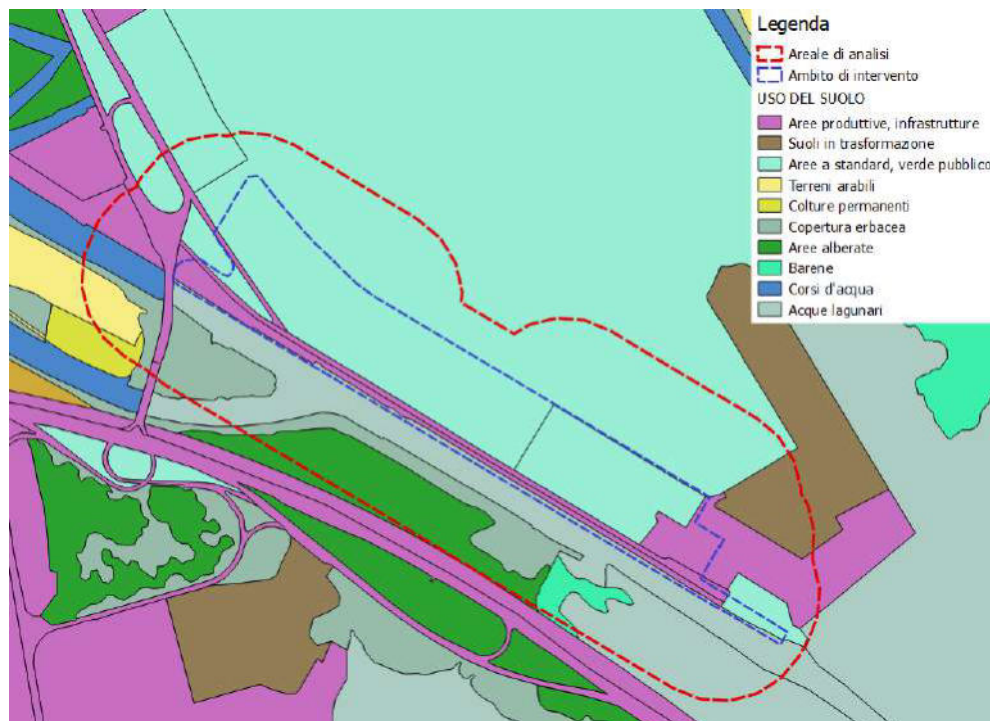 Legenda
Areale di analisi
Ambito di intervento
USO DEL SUOLO
Aree produttive, infrastrutture
Suoli in trasformazione
Aree a standard, verde pubblico
Terreni arabili
Colture permanenti
Copertura erbacea
Aree alberate
Barene
Corsi d'acqua
Acque lagunari